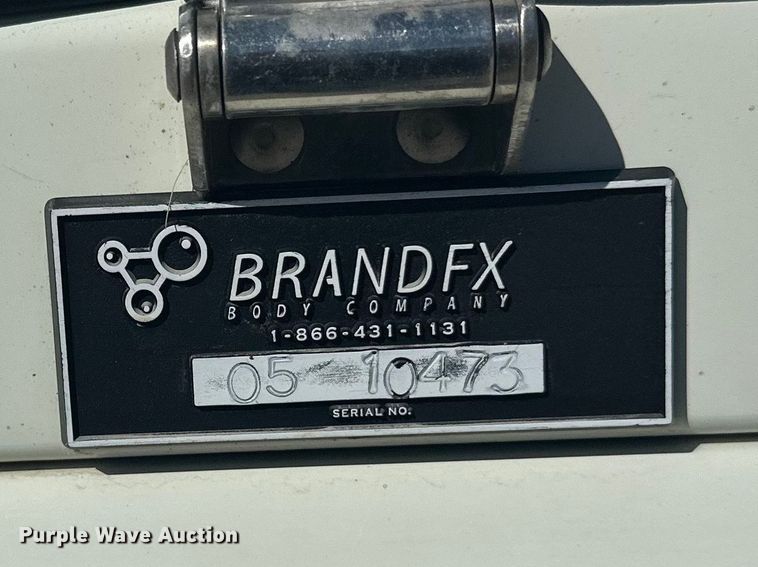 BRANDFX
BODY COMPANY
1-866-431-1131
05 10473
SERIAL NO.
Purple Wave Auction